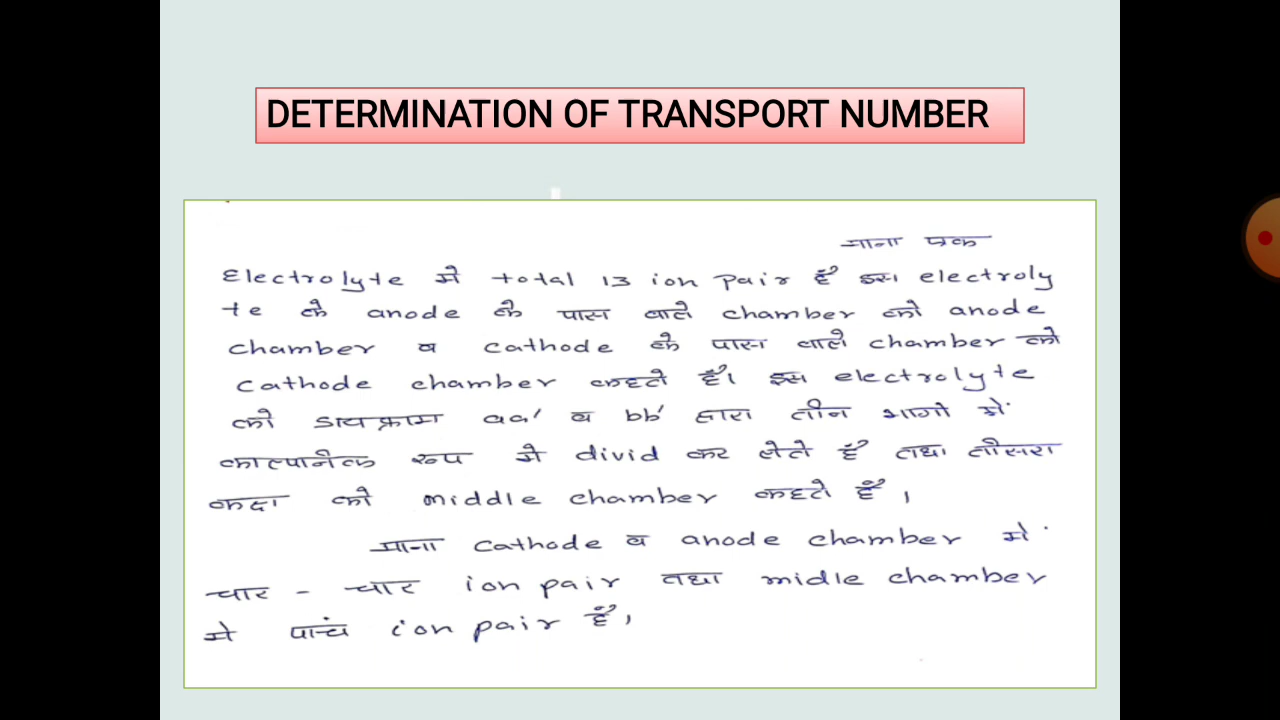 DETERMINATION OF TRANSPORT NUMBER
माना एक
Electrolyte में total 13 ion pair हैं इस electroly
te के anode के पास वाले chamber को anode
chamber व cathode के पास वाले chamber को
cathode chamber कहते हैं। इस electrolyte
को डायफ्राम aa' व bb' द्वारा तीन भागो में
काल्पनिक रूप में divid कर लेते हैं तथा तीसरा
कक्ष को middle chamber कहते हैं।
माना cathode व anode chamber में
चार - चार ion pair तथा midle chamber
में पाचं ion pair हैं।